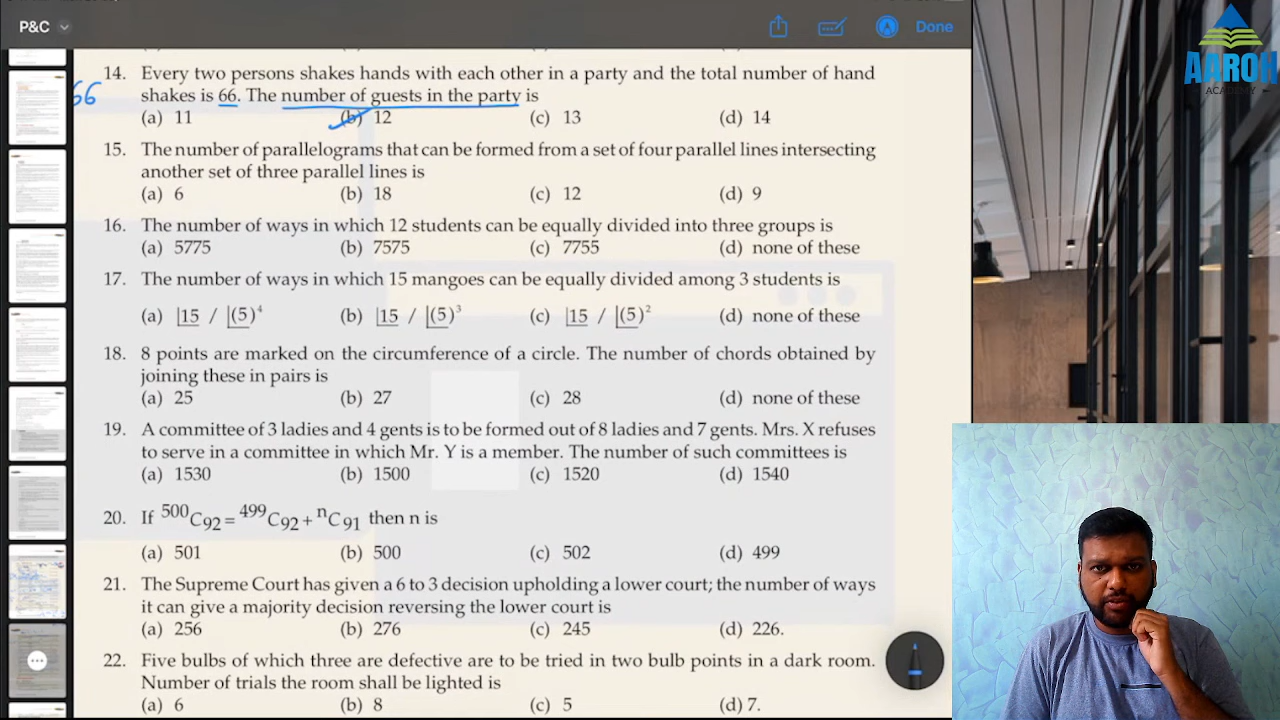 P&C
Done
AAROH
ACADEMY
66
14. Every two persons shakes hands with each other in a party and the total number of hand
shakes is 66. The number of guests in the party is
(a) 11 (b) 12 (c) 13 (d) 14
15. The number of parallelograms that can be formed from a set of four parallel lines intersecting
another set of three parallel lines is
(a) 6 (b) 18 (c) 12 (d) 9
16. The number of ways in which 12 students can be equally divided into three groups is
(a) 5775 (b) 7575 (c) 7755 (d) none of these
17. The number of ways in which 15 mangoes can be equally divided among 3 students is
(a) |15 / |(5)⁴ (b) |15 / |(5)³ (c) |15 / |(5)² (d) none of these
18. 8 points are marked on the circumference of a circle. The number of chords obtained by
joining these in pairs is
(a) 25 (b) 27 (c) 28 (d) none of these
19. A committee of 3 ladies and 4 gents is to be formed out of 8 ladies and 7 gents. Mrs. X refuses
to serve in a committee in which Mr. Y is a member. The number of such committees is
(a) 1530 (b) 1500 (c) 1520 (d) 1540
20. If ⁵⁰⁰C₉₂ = ⁴⁹⁹C₉₂ + ⁿC₉₁ then n is
(a) 501 (b) 500 (c) 502 (d) 499
21. The Supreme Court has given a 6 to 3 decision upholding a lower court; the number of ways
it can give a majority decision reversing the lower court is
(a) 256 (b) 276 (c) 245 (d) 226.
22. Five bulbs of which three are defective are to be tried in two bulb points in a dark room.
Number of trials the room shall be lighted is
(a) 6 (b) 8 (c) 5 (d) 7.